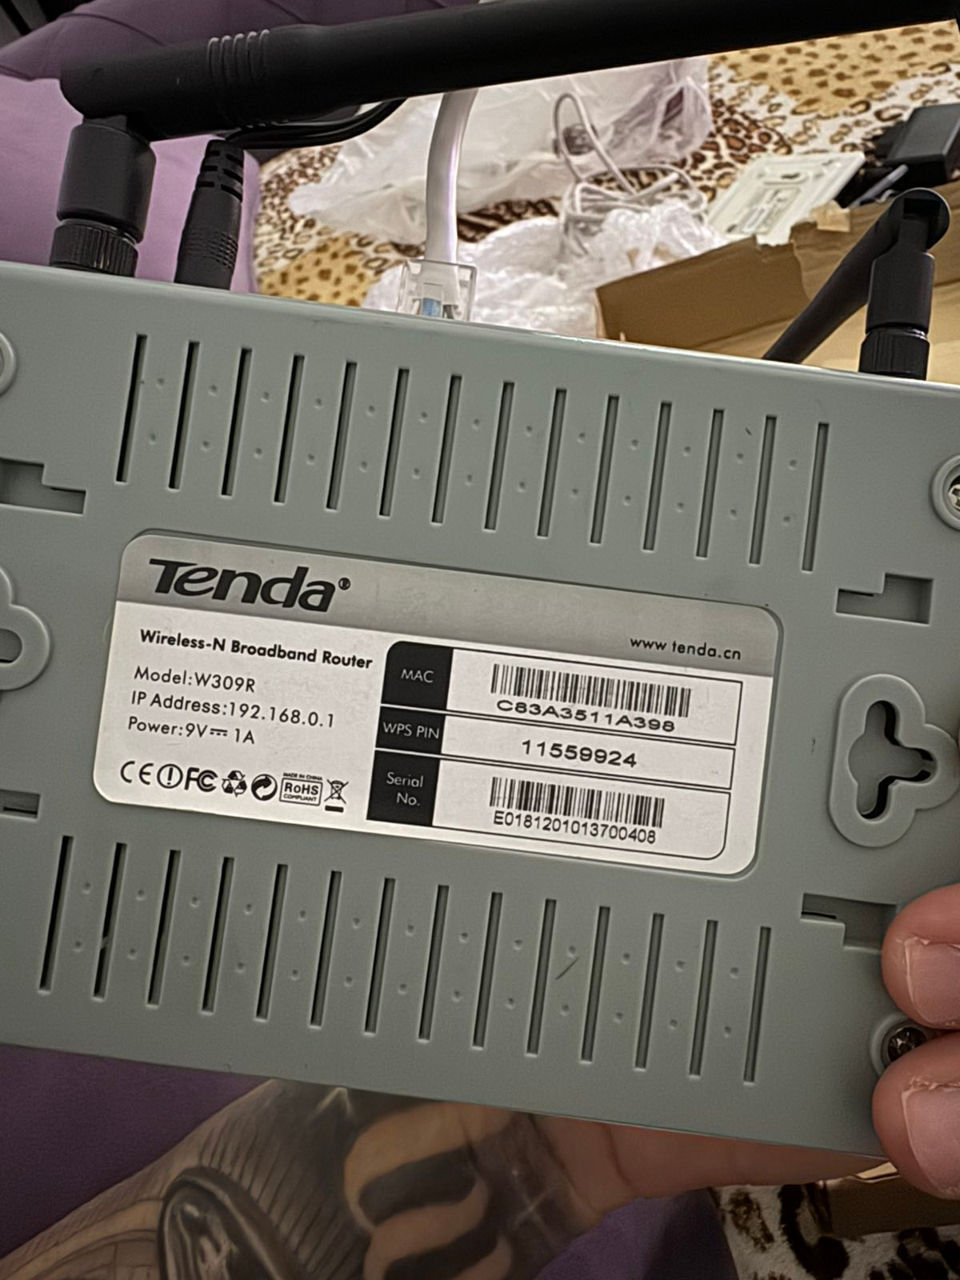 Tenda®
www.tenda.cn
Wireless-N Broadband Router
Model:W309R
IP Address:192.168.0.1
Power:9V⎓ 1A
CE FC
MADE IN CHINA
RoHS
COMPLIANT
MAC
C83A3511A398
WPS PIN
11559924
Serial No.
E0181201013700408